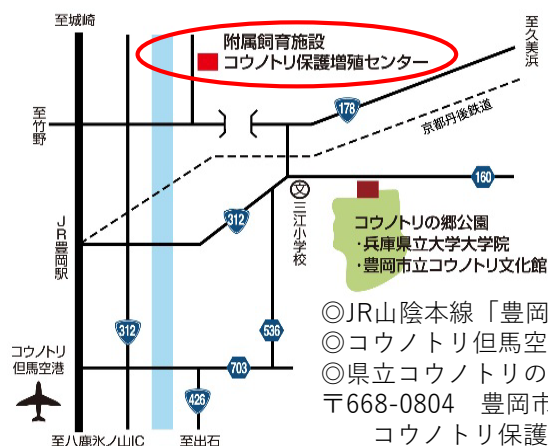 至城崎
附属飼育施設
コウノトリ保護増殖センター
至久美浜
至竹野
178
京都丹後鉄道
文
三江小学校
160
312
JR豊岡駅
コウノトリの郷公園
・兵庫県立大学大学院
・豊岡市立コウノトリ文化館
312
536
コウノトリ
但馬空港
703
426
至八鹿氷ノ山IC
至出石
◎JR山陰本線「豊岡
◎コウノトリ但馬空
◎県立コウノトリの
〒668-0804　豊岡市
コウノトリ保護